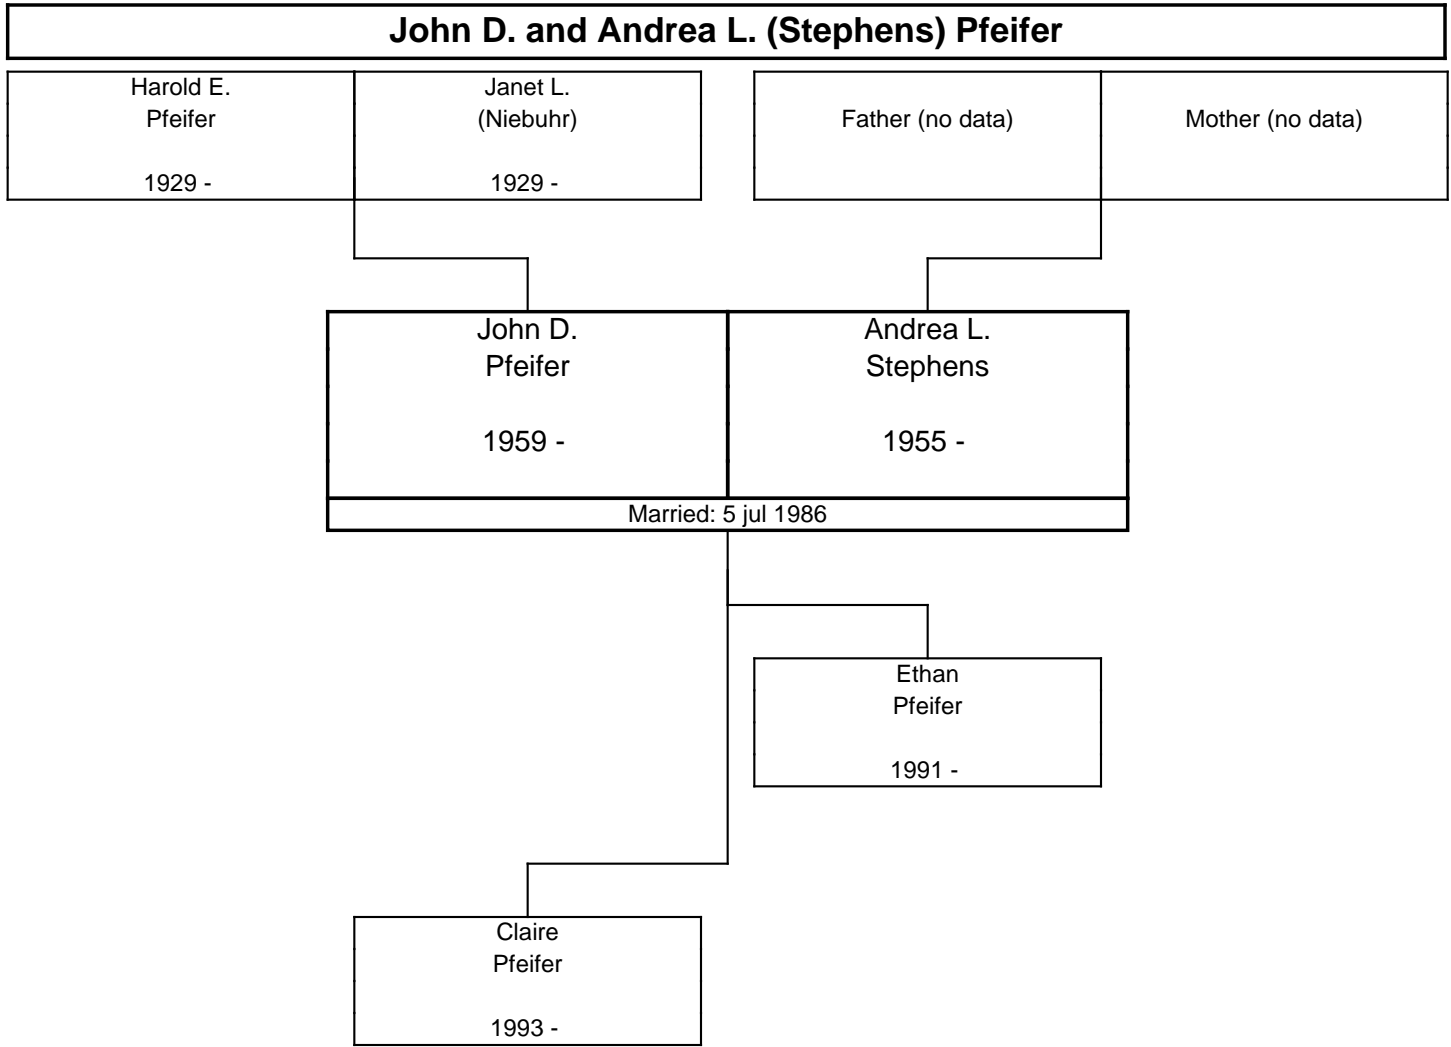 John D. and Andrea L. (Stephens) Pfeifer
Harold E.
Pfeifer
1929 -
Janet L.
(Niebuhr)
1929 -
Father (no data)
Mother (no data)
John D.
Pfeifer
1959 -
Andrea L.
Stephens
1955 -
Married: 5 jul 1986
Ethan
Pfeifer
1991 -
Claire
Pfeifer
1993 -